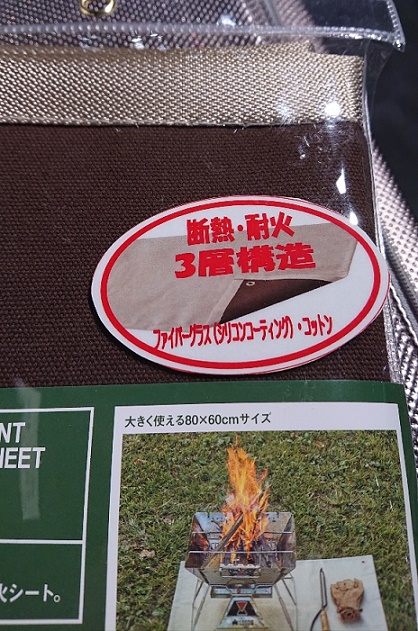 断熱・耐火
3層構造
ファイバーグラス(シリコンコーティング)・コットン
大きく使える80×60cmサイズ
NT
HEET
火シート。